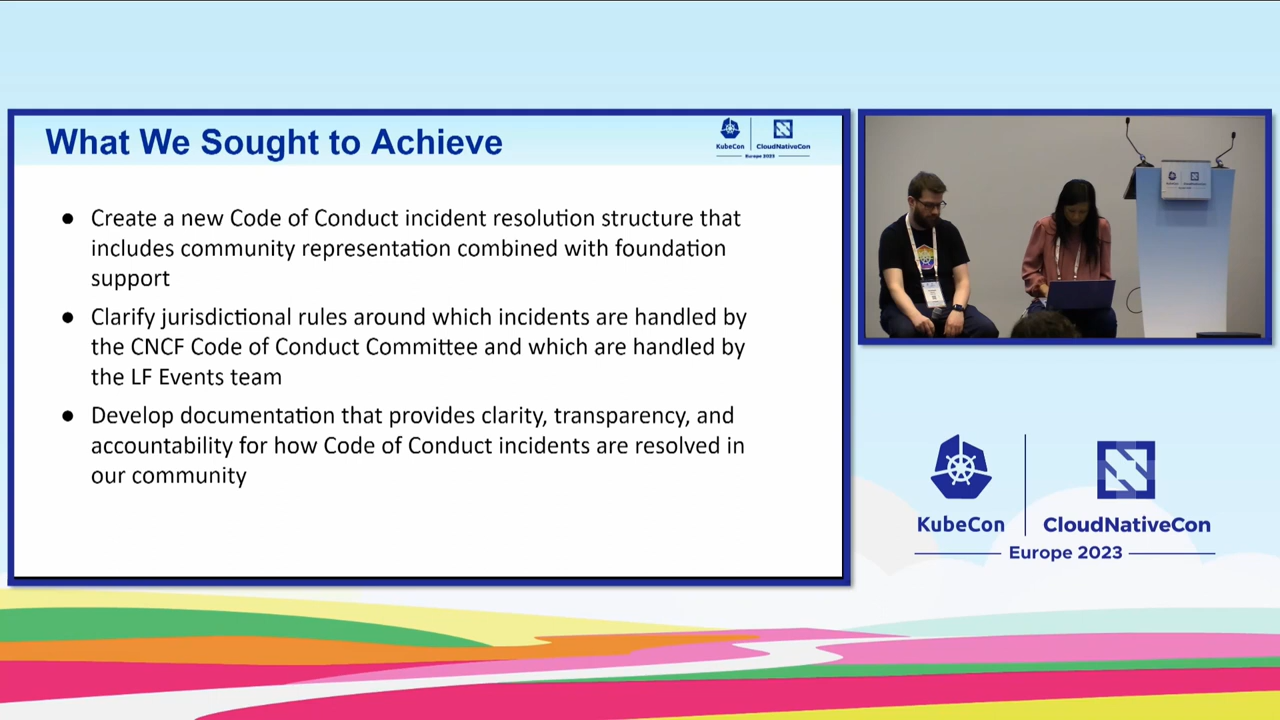 What We Sought to Achieve
KubeCon
CloudNativeCon
Europe 2023
● Create a new Code of Conduct incident resolution structure that
includes community representation combined with foundation
support
● Clarify jurisdictional rules around which incidents are handled by
the CNCF Code of Conduct Committee and which are handled by
the LF Events team
● Develop documentation that provides clarity, transparency, and
accountability for how Code of Conduct incidents are resolved in
our community
KubeCon
CloudNativeCon
Europe 2023